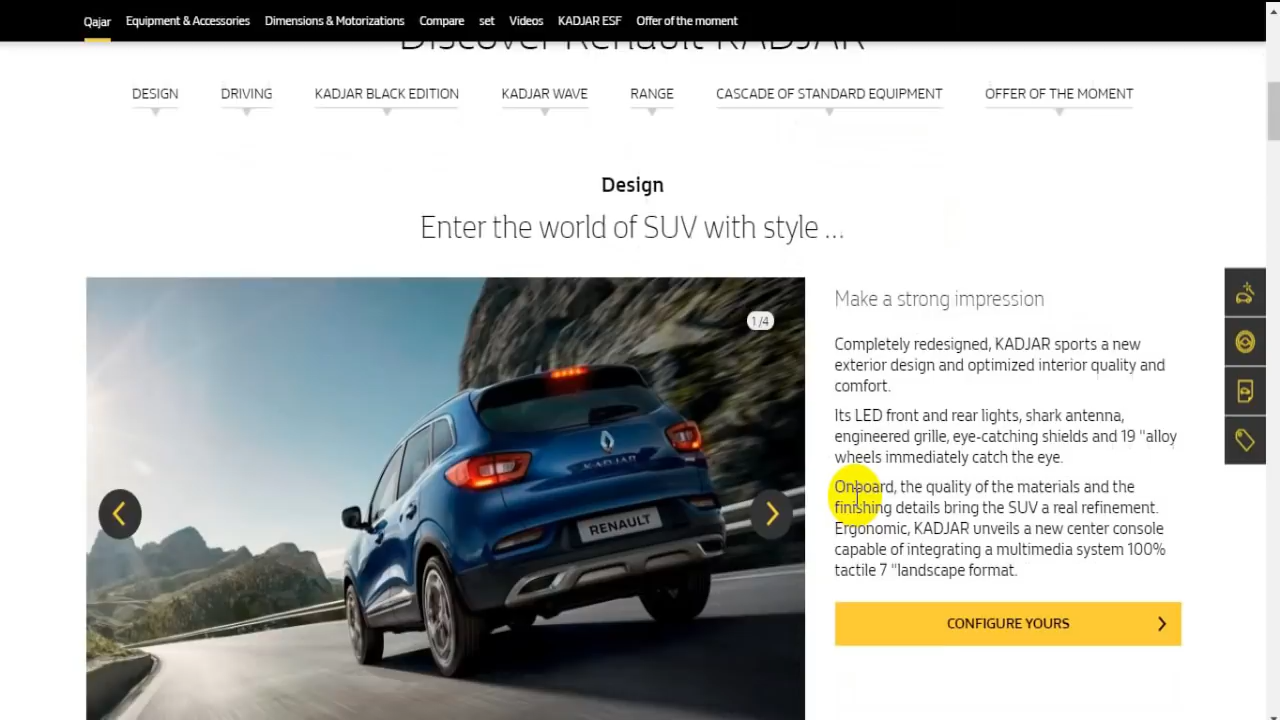 Qajar Equipment & Accessories Dimensions & Motorizations Compare set Videos KADJAR ESF Offer of the moment
Discover Renault KADJAR
DESIGN DRIVING KADJAR BLACK EDITION KADJAR WAVE RANGE CASCADE OF STANDARD EQUIPMENT OFFER OF THE MOMENT
Design
Enter the world of SUV with style ...
1/4
KADJAR
RENAULT
Make a strong impression
Completely redesigned, KADJAR sports a new
exterior design and optimized interior quality and
comfort.
Its LED front and rear lights, shark antenna,
engineered grille, eye-catching shields and 19 "alloy
wheels immediately catch the eye.
Onboard, the quality of the materials and the
finishing details bring the SUV a real refinement.
Ergonomic, KADJAR unveils a new center console
capable of integrating a multimedia system 100%
tactile 7 "landscape format.
CONFIGURE YOURS